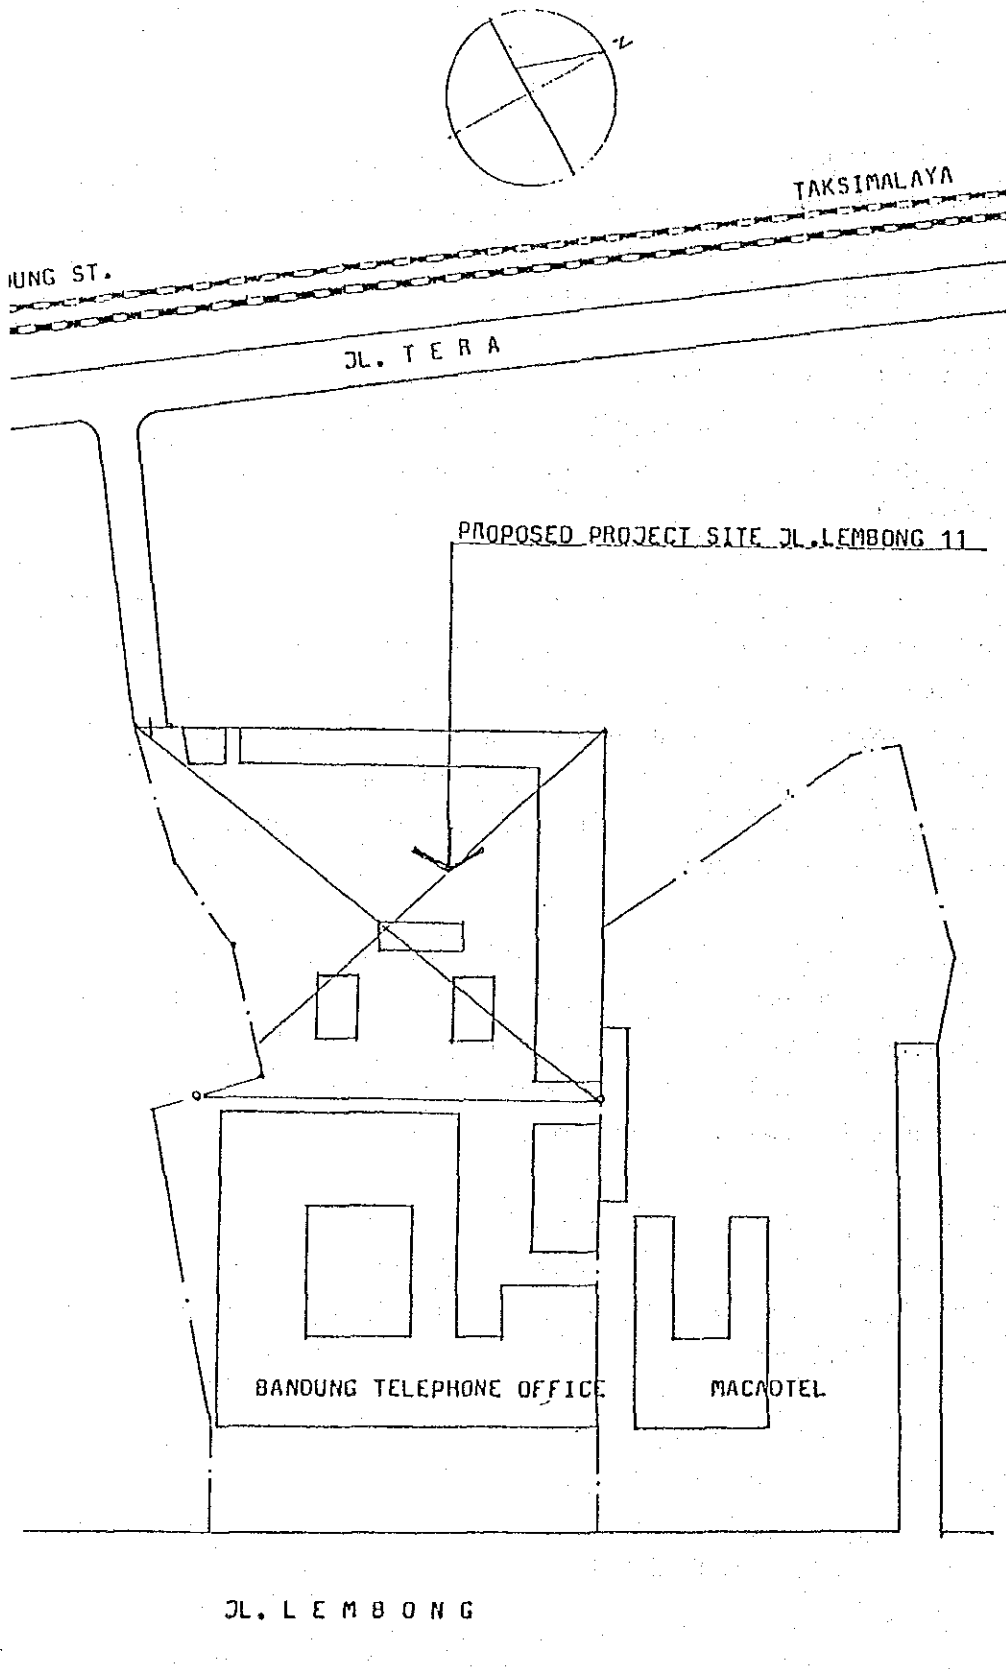 N
TAKSIMALAYA
UNG ST.
JL. T E R A
PROPOSED PROJECT SITE JL.LEMBONG 11
BANDUNG TELEPHONE OFFICE
MACAOTEL
JL. L E M B O N G